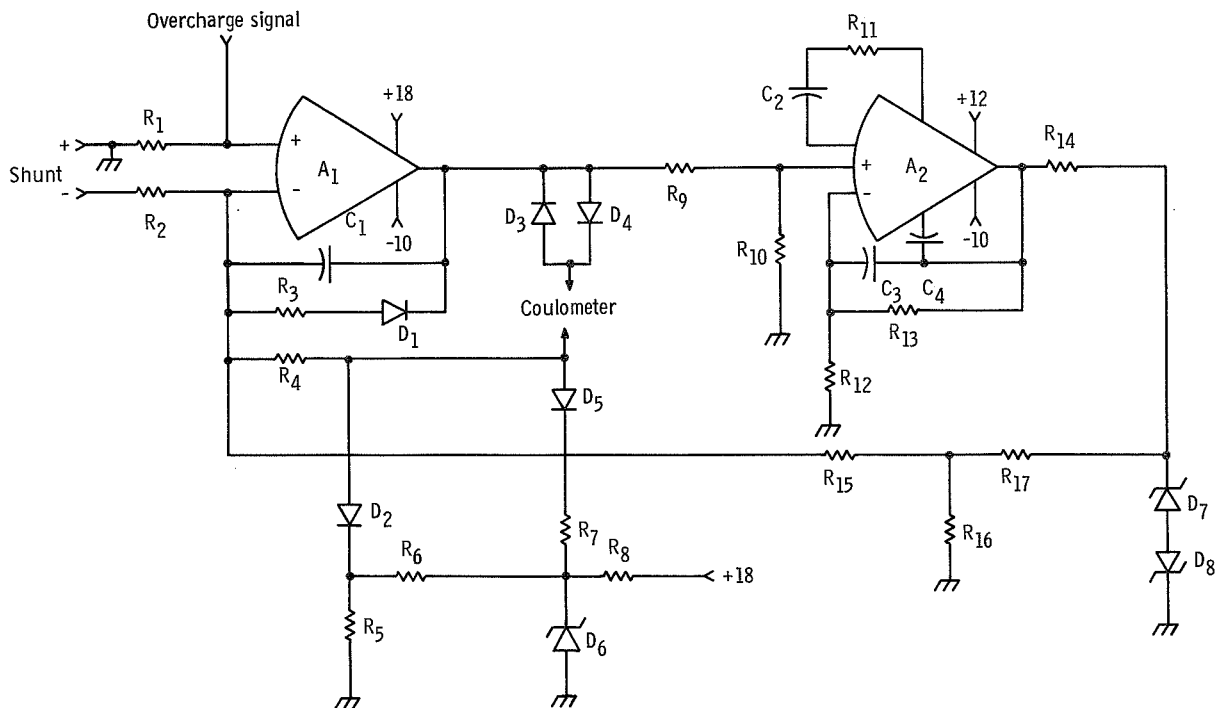 Overcharge signal
R11
+18
C2
+12
R14
+
R1
+
A1
+
A2
Shunt
-
R2
-
R9
-
C1
-10
D3
D4
R10
-10
C3
C4
R3
D1
Coulometer
R13
R4
D5
R12
R15
R17
D2
D7
R6
R7
R8
R16
+18
D8
R5
D6